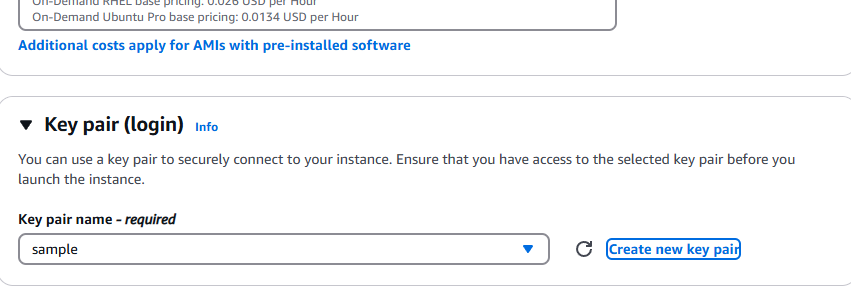 On-Demand RHEL base pricing: 0.026 USD per Hour
On-Demand Ubuntu Pro base pricing: 0.0134 USD per Hour
Additional costs apply for AMIs with pre-installed software
Key pair (login) Info
You can use a key pair to securely connect to your instance. Ensure that you have access to the selected key pair before you
launch the instance.
Key pair name - required
sample
Create new key pair